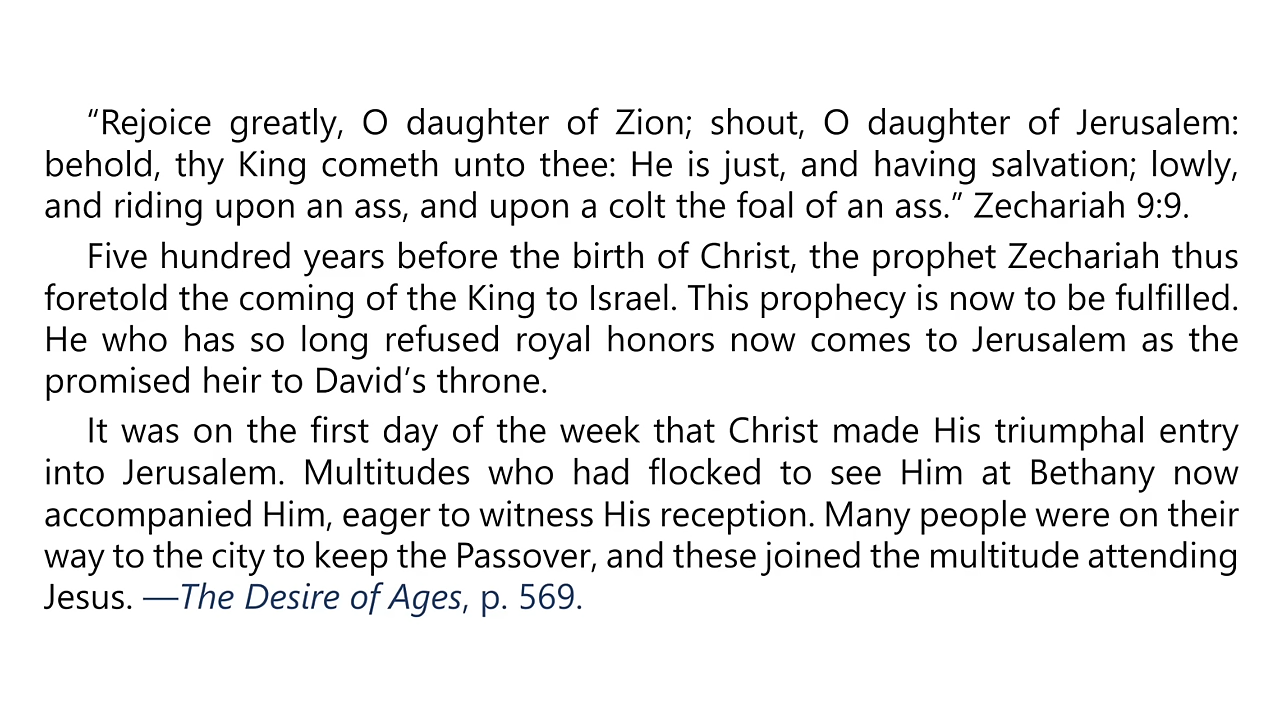 “Rejoice greatly, O daughter of Zion; shout, O daughter of Jerusalem:
behold, thy King cometh unto thee: He is just, and having salvation; lowly,
and riding upon an ass, and upon a colt the foal of an ass.” Zechariah 9:9.
Five hundred years before the birth of Christ, the prophet Zechariah thus
foretold the coming of the King to Israel. This prophecy is now to be fulfilled.
He who has so long refused royal honors now comes to Jerusalem as the
promised heir to David’s throne.
It was on the first day of the week that Christ made His triumphal entry
into Jerusalem. Multitudes who had flocked to see Him at Bethany now
accompanied Him, eager to witness His reception. Many people were on their
way to the city to keep the Passover, and these joined the multitude attending
Jesus. —The Desire of Ages, p. 569.